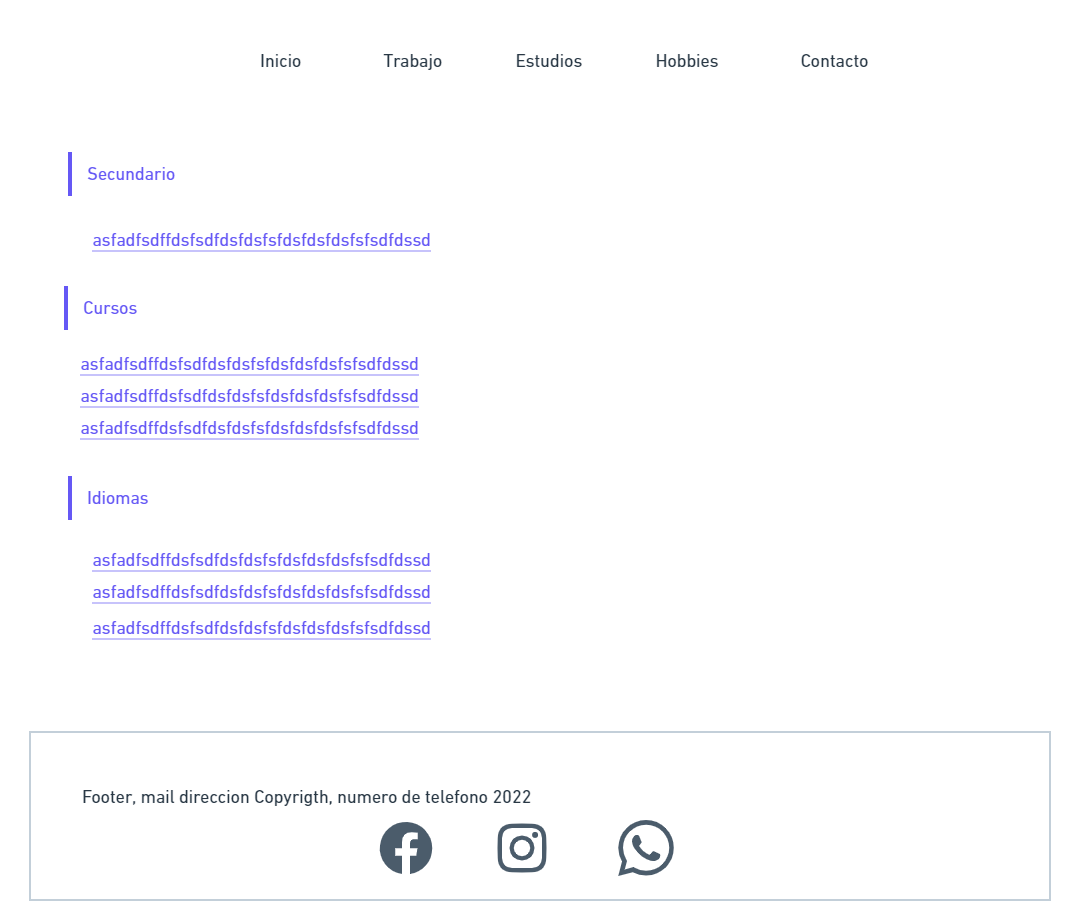 Inicio Trabajo Estudios Hobbies Contacto
Secundario
asfadfsdffdsfsdfdsfdsfsfdsfdsfdsfsfsdfdssd
Cursos
asfadfsdffdsfsdfdsfdsfsfdsfdsfdsfsfsdfdssd
asfadfsdffdsfsdfdsfdsfsfdsfdsfdsfsfsdfdssd
asfadfsdffdsfsdfdsfdsfsfdsfdsfdsfsfsdfdssd
Idiomas
asfadfsdffdsfsdfdsfdsfsfdsfdsfdsfsfsdfdssd
asfadfsdffdsfsdfdsfdsfsfdsfdsfdsfsfsdfdssd
asfadfsdffdsfsdfdsfdsfsfdsfdsfdsfsfsdfdssd
Footer, mail direccion Copyrigth, numero de telefono 2022